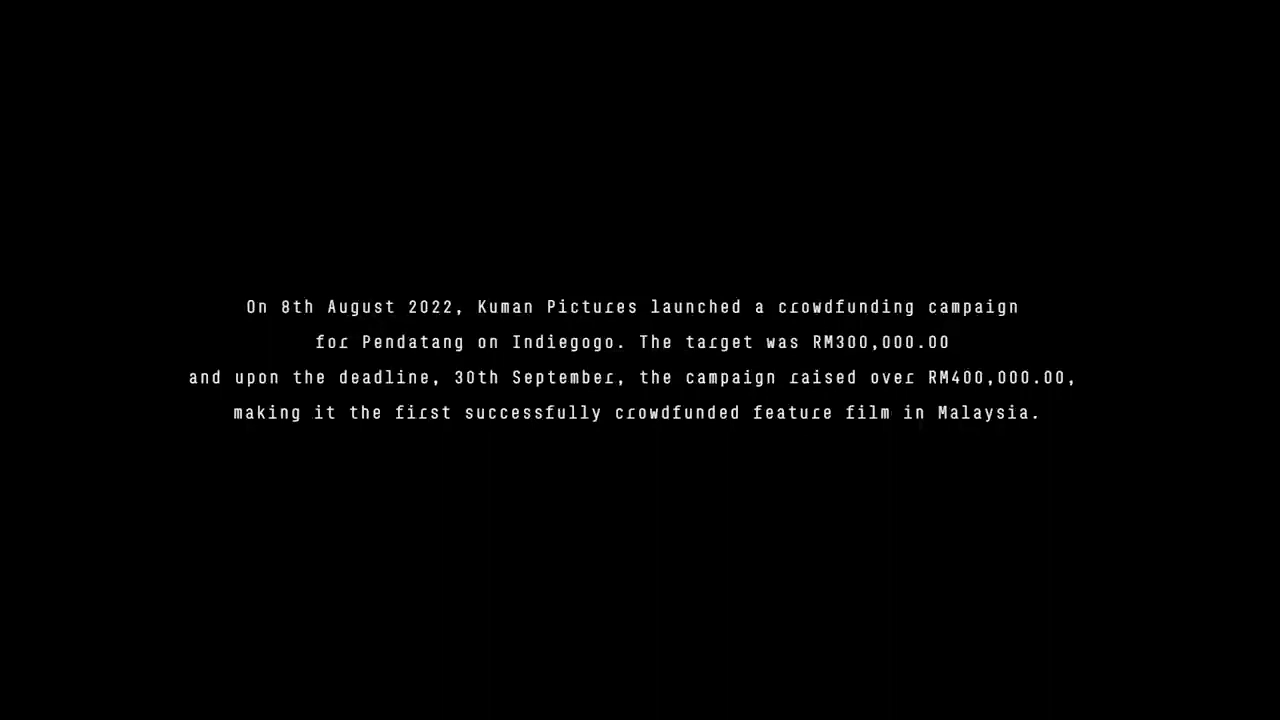 On 8th August 2022, Kuman Pictures launched a crowdfunding campaign
for Pendatang on Indiegogo. The target was RM300,000.00
and upon the deadline, 30th September, the campaign raised over RM400,000.00,
making it the first successfully crowdfunded feature film in Malaysia.